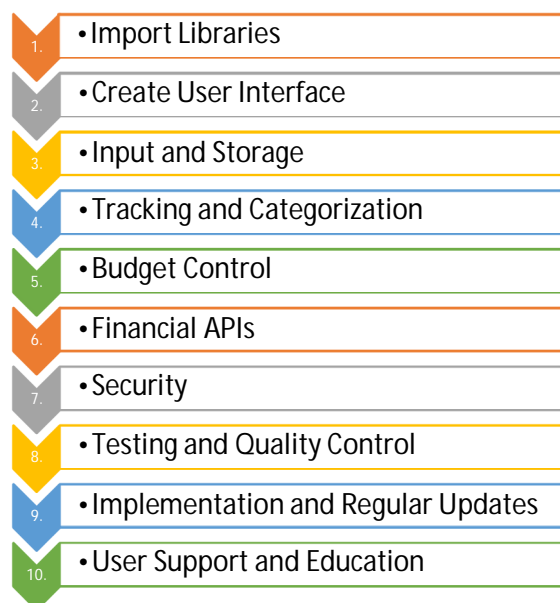 1. •Import Libraries
2. •Create User Interface
3. •Input and Storage
4. •Tracking and Categorization
5. •Budget Control
6. •Financial APIs
7. •Security
8. •Testing and Quality Control
9. •Implementation and Regular Updates
10. •User Support and Education